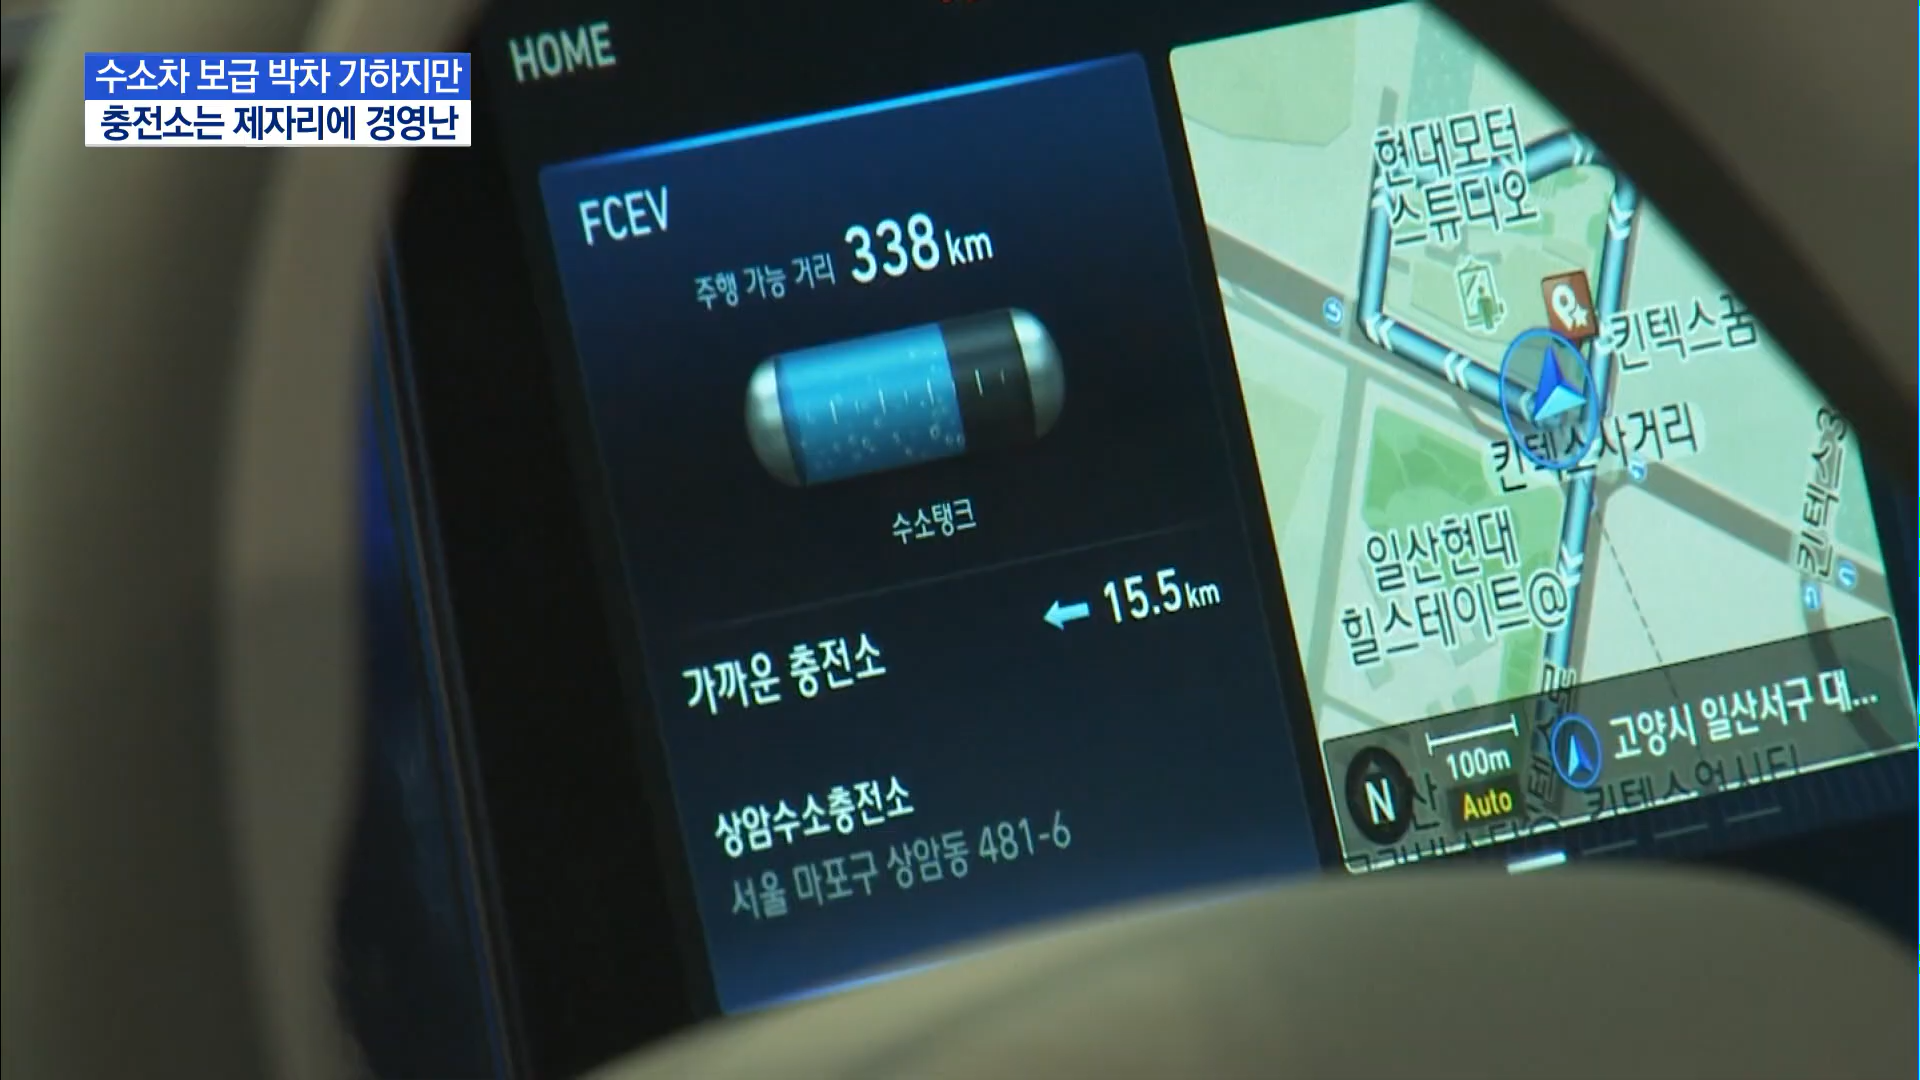 수소차 보급 박차 가하지만
충전소는 제자리에 경영난
HOME
FCEV
주행 가능 거리 338 km
수소탱크
가까운 충전소
15.5 km
상암수소충전소
서울 마포구 상암동 481-6
현대모터
스튜디오
킨텍스꿈
킨텍스사거리
킨텍스3
일산현대
힐스테이트@
고양시 일산서구 대...
100m
N
Auto